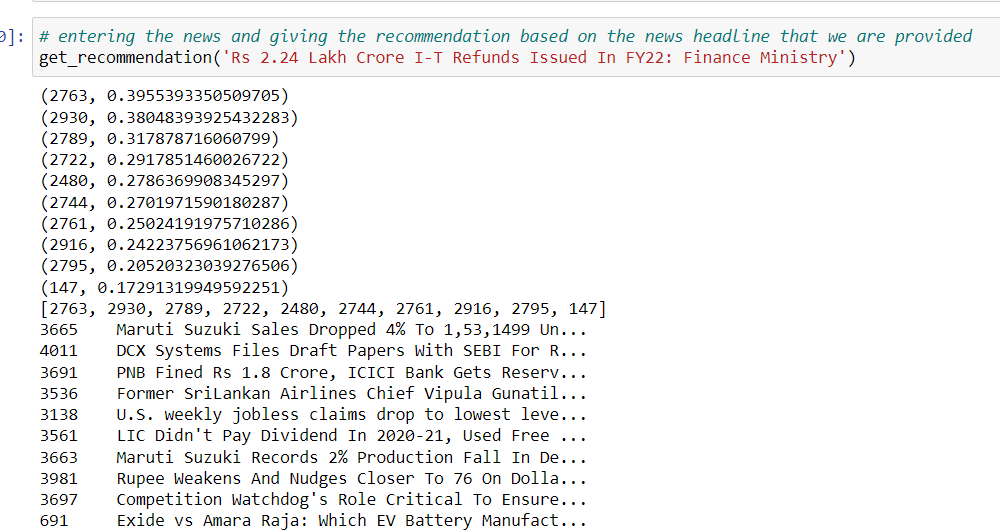 0]: # entering the news and giving the recommendation based on the news headline that we are provided
get_recommendation('Rs 2.24 Lakh Crore I-T Refunds Issued In FY22: Finance Ministry')
(2763, 0.3955393350509705)
(2930, 0.38048393925432283)
(2789, 0.317878716060799)
(2722, 0.2917851460026722)
(2480, 0.2786369908345297)
(2744, 0.2701971590180287)
(2761, 0.25024191975710286)
(2916, 0.24223756961062173)
(2795, 0.20520323039276506)
(147, 0.17291319949592251)
[2763, 2930, 2789, 2722, 2480, 2744, 2761, 2916, 2795, 147]
3665 Maruti Suzuki Sales Dropped 4% To 1,53,1499 Un...
4011 DCX Systems Files Draft Papers With SEBI For R...
3691 PNB Fined Rs 1.8 Crore, ICICI Bank Gets Reserv...
3536 Former SriLankan Airlines Chief Vipula Gunatil...
3138 U.S. weekly jobless claims drop to lowest leve...
3561 LIC Didn't Pay Dividend In 2020-21, Used Free ...
3663 Maruti Suzuki Records 2% Production Fall In De...
3981 Rupee Weakens And Nudges Closer To 76 On Dolla...
3697 Competition Watchdog's Role Critical To Ensure...
691 Exide vs Amara Raja: Which EV Battery Manufact...